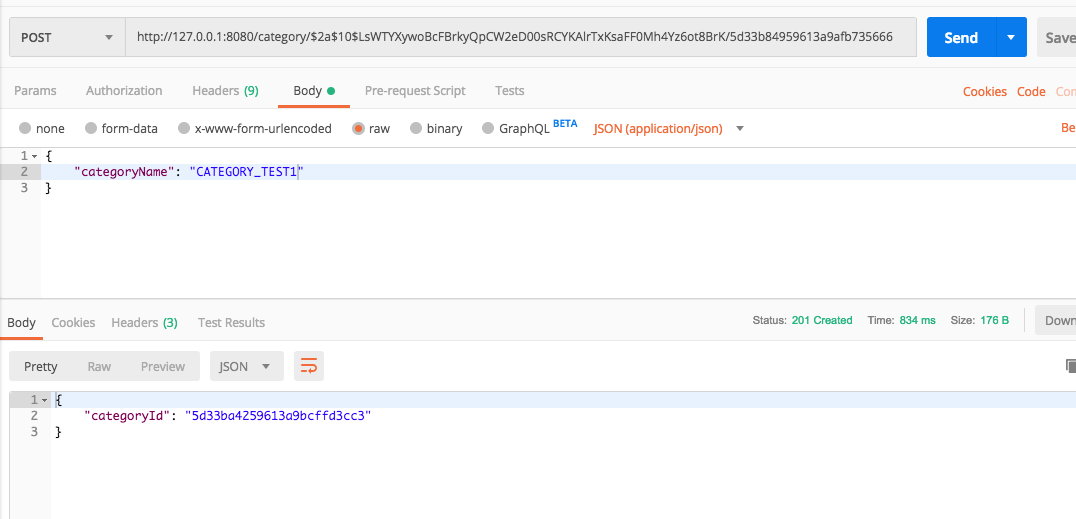 POST http://127.0.0.1:8080/category/$2a$10$LsWTYXywoBcFBrkyQpCW2eD00sRCYKAlrTxKsaFF0Mh4Yz6ot8BrK/5d33b84959613a9afb735666 Send Save
Params Authorization Headers (9) Body Pre-request Script Tests Cookies Code Com
none form-data x-www-form-urlencoded raw binary GraphQL BETA JSON (application/json) Be
1 {
2 "categoryName": "CATEGORY_TEST1"
3 }
Body Cookies Headers (3) Test Results Status: 201 Created Time: 834 ms Size: 176 B Down
Pretty Raw Preview JSON
1 {
2 "categoryId": "5d33ba4259613a9bcffd3cc3"
3 }